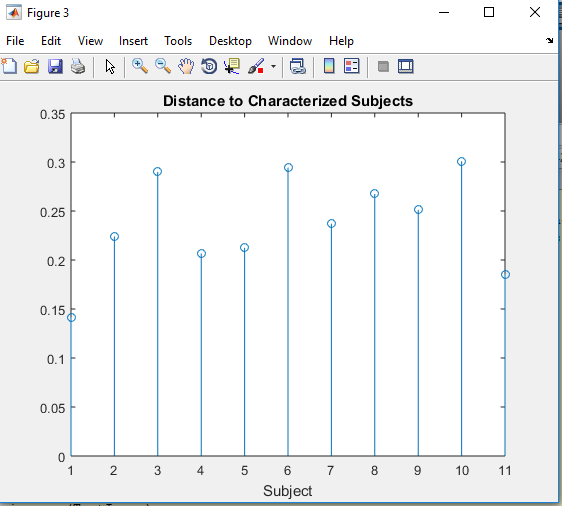 Figure 3
File Edit View Insert Tools Desktop Window Help
Distance to Characterized Subjects
0.35
0.3
0.25
0.2
0.15
0.1
0.05
0
1 2 3 4 5 6 7 8 9 10 11
Subject